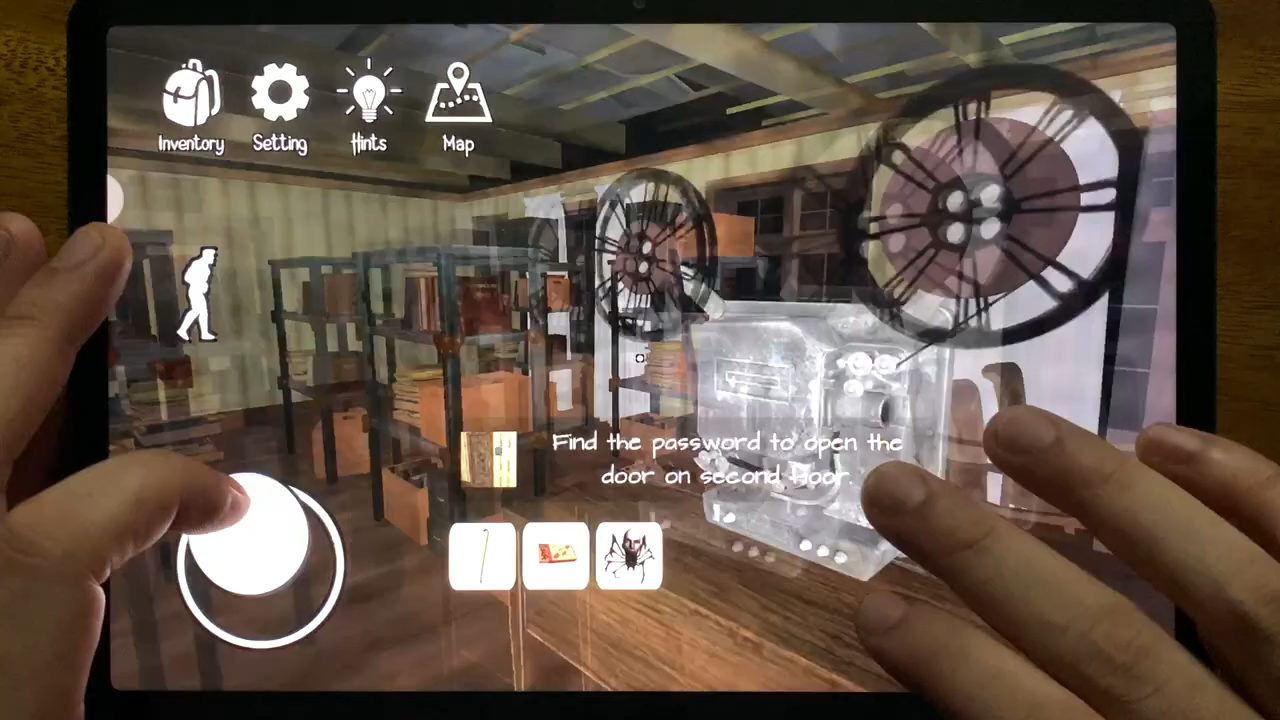 Inventory
Setting
Hints
Map
Find the password to open the
door on second floor.